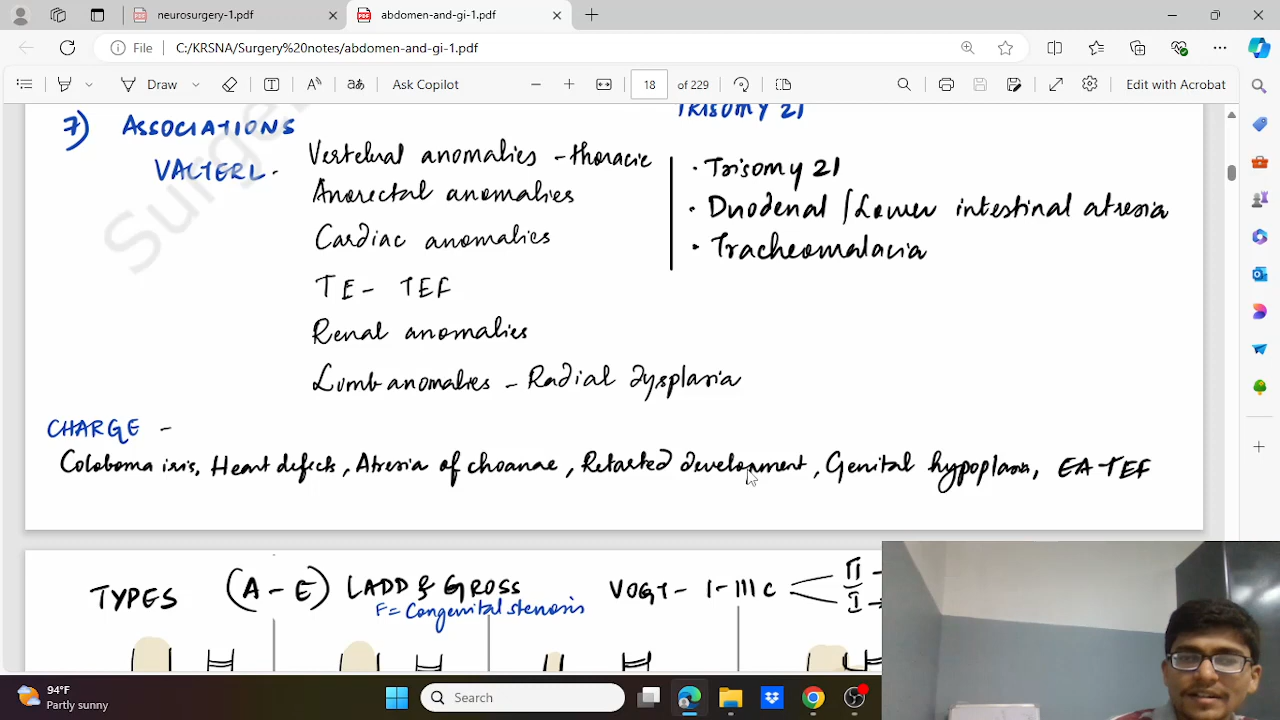 neurosurgery-1.pdf
abdomen-and-gi-1.pdf
File C:/KRSNA/Surgery%20notes/abdomen-and-gi-1.pdf
Draw Ask Copilot 18 of 229 Edit with Acrobat
TRISOMY 21
7) ASSOCIATIONS
VACTERL -
Vertebral anomalies - thoracic
Anorectal anomalies
Cardiac anomalies
TE - TEF
Renal anomalies
Limb anomalies - Radial dysplasia
· Trisomy 21
· Duodenal / Lower intestinal atresia
· Tracheomalacia
CHARGE -
Coloboma iris, Heart defects, Atresia of choanae, Retarted development, Genital hypoplasia, EA TEF
TYPES (A - E) LADD & GROSS VOGT - I - III C
F = Congenital stenosis
94°F
Partly sunny
Search